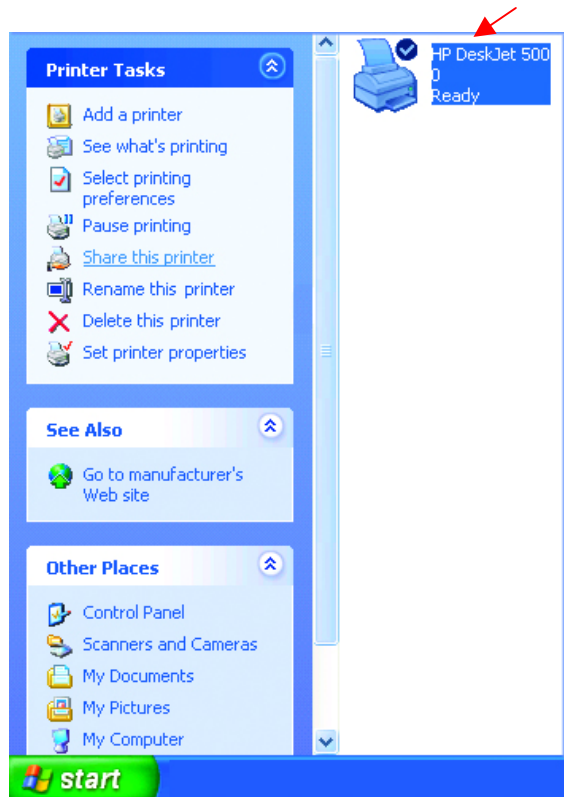 Printer Tasks
Add a printer
See what's printing
Select printing
preferences
Pause printing
Share this printer
Rename this printer
Delete this printer
Set printer properties
See Also
Go to manufacturer's
Web site
Other Places
Control Panel
Scanners and Cameras
My Documents
My Pictures
My Computer
HP DeskJet 500
0
Ready
start